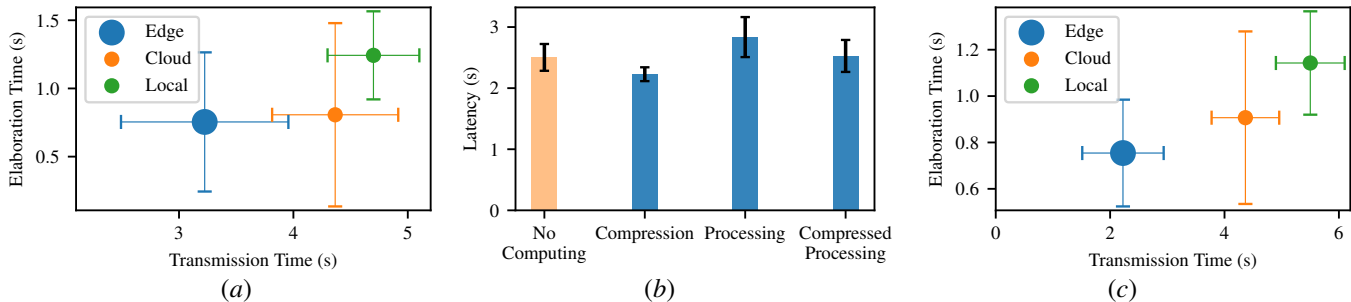 1.5
1.0
0.5
Elaboration Time (s)
Edge
Cloud
Local
3
4
5
Transmission Time (s)
(a)
3
2
1
0
Latency (s)
No
Computing
Compression
Processing
Compressed
Processing
(b)
1.2
1.0
0.8
0.6
Elaboration Time (s)
Edge
Cloud
Local
0
2
4
6
Transmission Time (s)
(c)